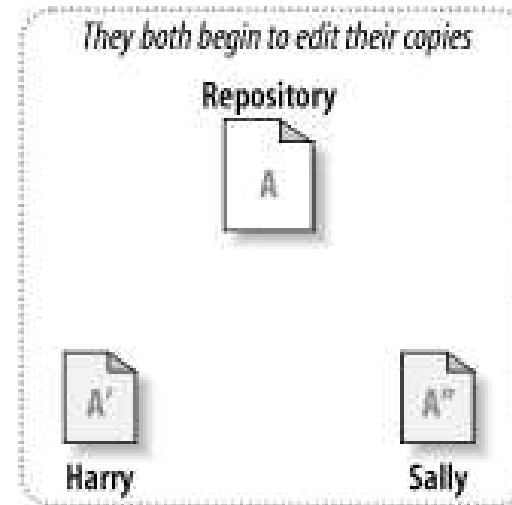 They both begin to edit their copies
Repository
A
A'
A"
Harry
Sally